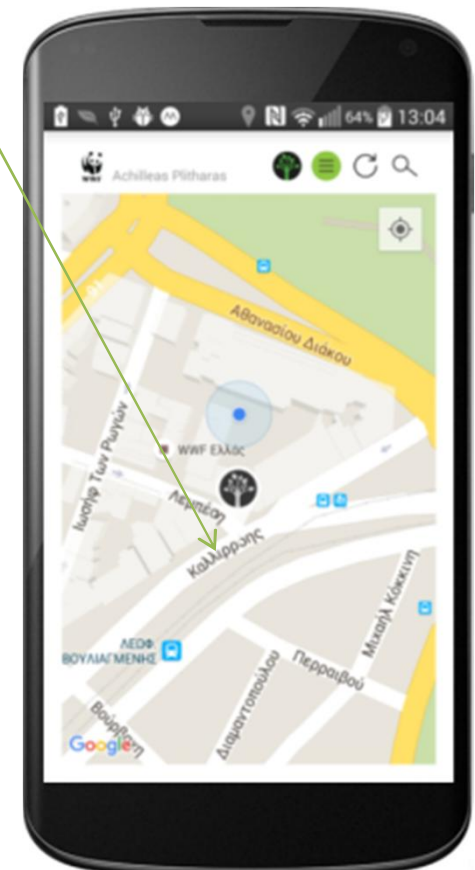 64% 13:04
WWF
Achilleas Plitharas
Αθανασίου Διάκου
Ιωσήφ Των Ρωγών
WWF Ελλάς
Λεμπέση
Καλλιρρόης
ΛΕΩΦ.
ΒΟΥΛΙΑΓΜΕΝΗΣ
Μιχαήλ Κόκκινη
Περραιβού
Διαμαντοπούλου
Βούρβαχη
Google